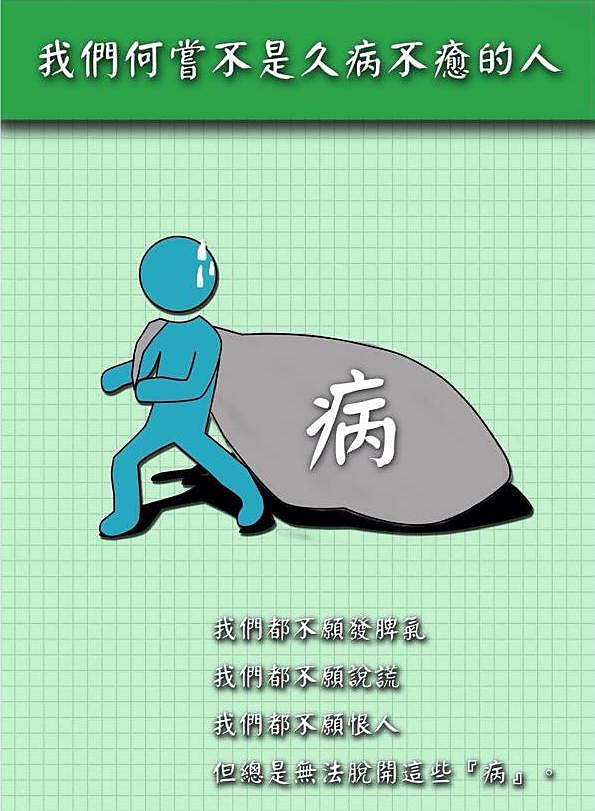 我們何嘗不是久病不癒的人
病
我們都不願發脾氣
我們都不願說謊
我們都不願恨人
但總是無法脫開這些『病』。